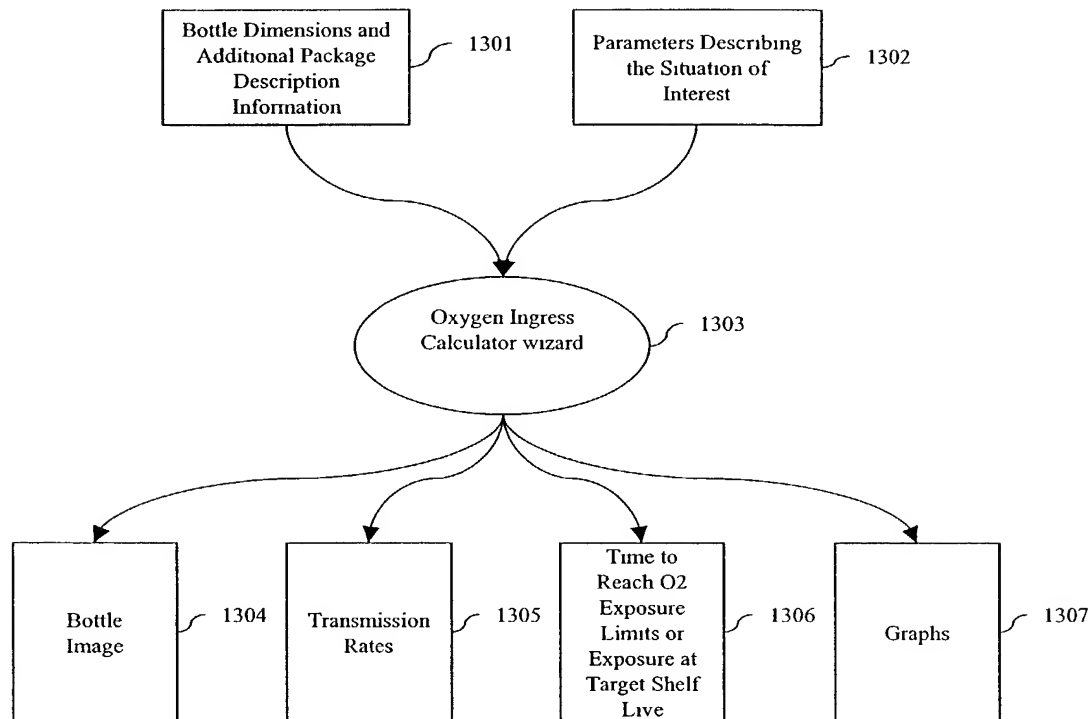 Bottle Dimensions and
Additional Package
Description
Information
1301
Parameters Describing
the Situation of
Interest
1302
Oxygen Ingress
Calculator wizard
1303
Bottle
Image
1304
Transmission
Rates
1305
Time to
Reach O2
Exposure
Limits or
Exposure at
Target Shelf
Live
1306
Graphs
1307